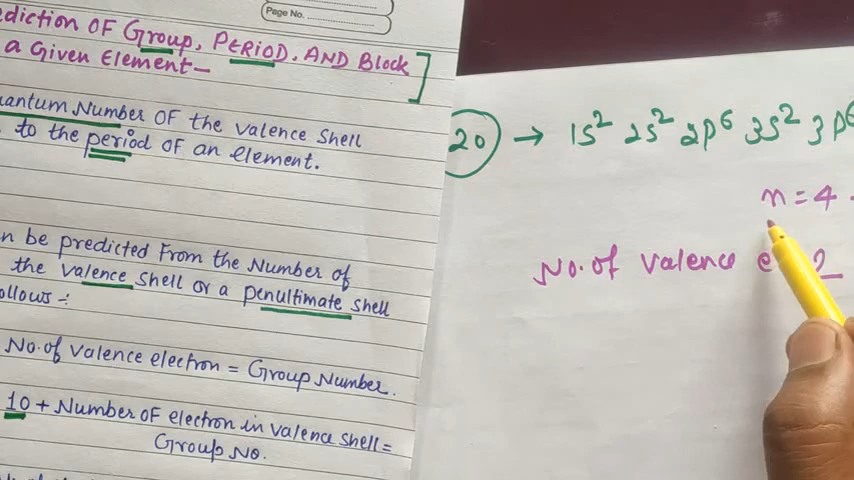 Page No.
ediction OF Group, PERIOD, AND Block
a Given Element—
uantum Number OF the valence Shell
to the period OF an element.
n be predicted From the Number of
the valence shell or a penultimate shell
ollows :-
No. of valence electron = Group Number.
10 + Number OF electron in valence shell =
Group No.
20 → 1s² 2s² 2p⁶ 3s² 3p⁶
n = 4
No. of valence e 2